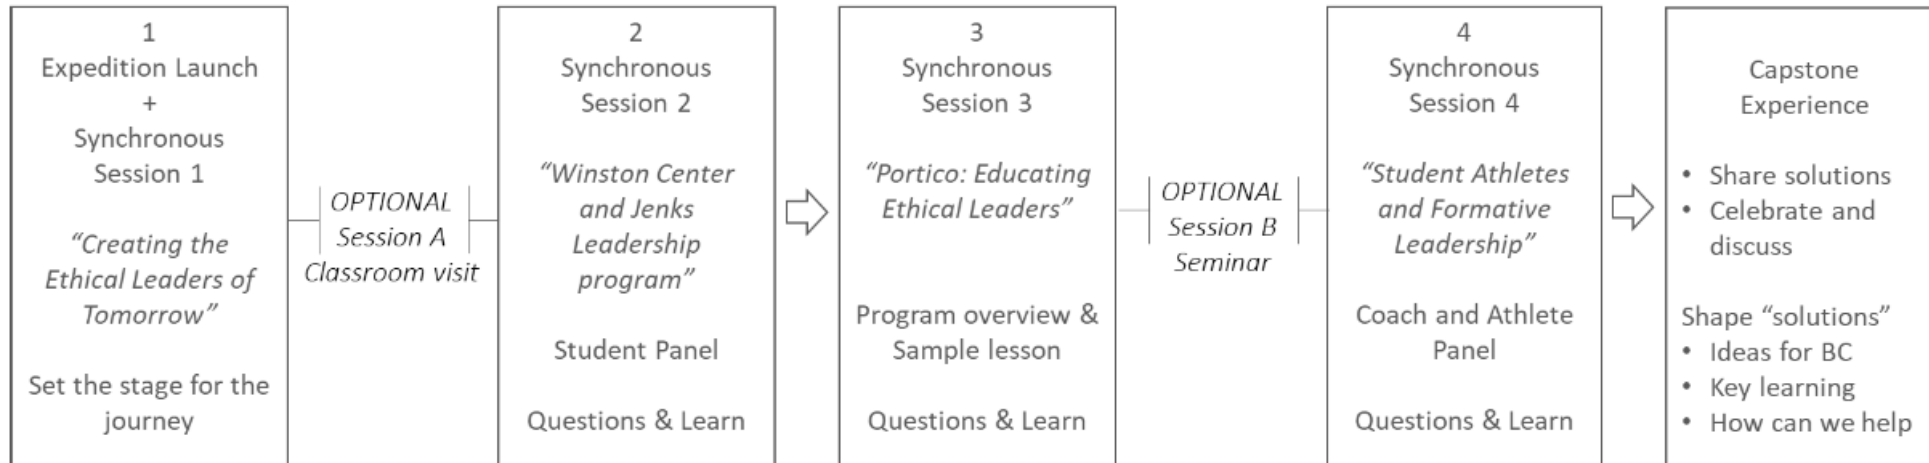 1
Expedition Launch
+
Synchronous
Session 1
“Creating the
Ethical Leaders of
Tomorrow”
Set the stage for the
journey
OPTIONAL
Session A
Classroom visit
2
Synchronous
Session 2
“Winston Center
and Jenks
Leadership
program”
Student Panel
Questions & Learn
3
Synchronous
Session 3
“Portico: Educating
Ethical Leaders”
Program overview &
Sample lesson
Questions & Learn
OPTIONAL
Session B
Seminar
4
Synchronous
Session 4
“Student Athletes
and Formative
Leadership”
Coach and Athlete
Panel
Questions & Learn
Capstone
Experience
• Share solutions
• Celebrate and
discuss
Shape “solutions”
• Ideas for BC
• Key learning
• How can we help